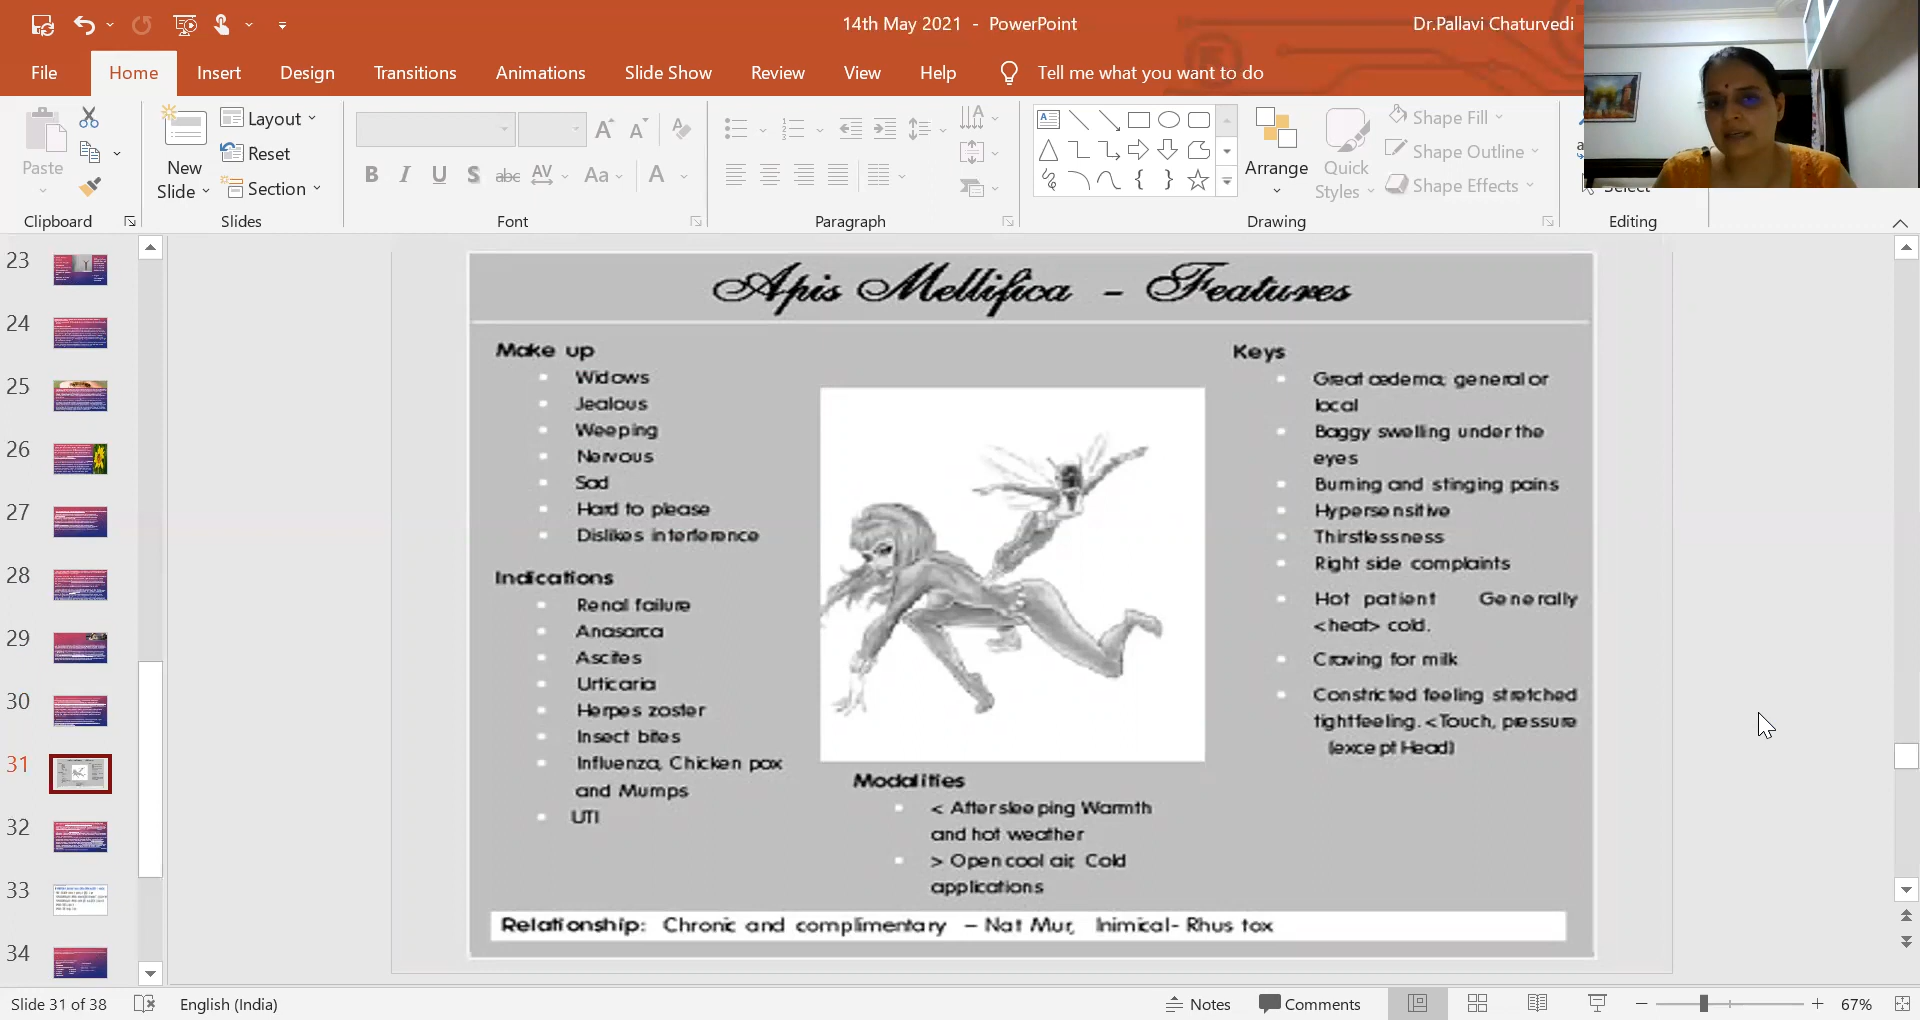 14th May 2021 - PowerPoint
Dr.Pallavi Chaturvedi
File
Home
Insert
Design
Transitions
Animations
Slide Show
Review
View
Help
Tell me what you want to do
Paste
New
Slide
Layout
Reset
Section
Arrange
Quick
Styles
Shape Fill
Shape Outline
Shape Effects
Select
Clipboard
Slides
Font
Paragraph
Drawing
Editing
23
24
25
26
27
28
29
30
31
32
33
34
Apis Mellifica - Features
Make up
Widows
Jealous
Weeping
Nervous
Sad
Hard to please
Dislikes interference
Indications
Renal failure
Anasarca
Ascites
Urticaria
Herpes zoster
Insect bites
Influenza, Chicken pox
and Mumps
UTI
Modalities
< After sleeping Warmth
and hot weather
> Open cool air, Cold
applications
Keys
Great œdema; general or
local
Baggy swelling under the
eyes
Burning and stinging pains
Hypersensitive
Thirstlessness
Right side complaints
Hot patient Generally
<heat> cold.
Craving for milk
Constricted feeling stretched
tight feeling. <Touch, pressure
(except Head)
Relationship: Chronic and complimentary – Nat Mur, Inimical- Rhus tox
Slide 31 of 38
English (India)
Notes
Comments
67%